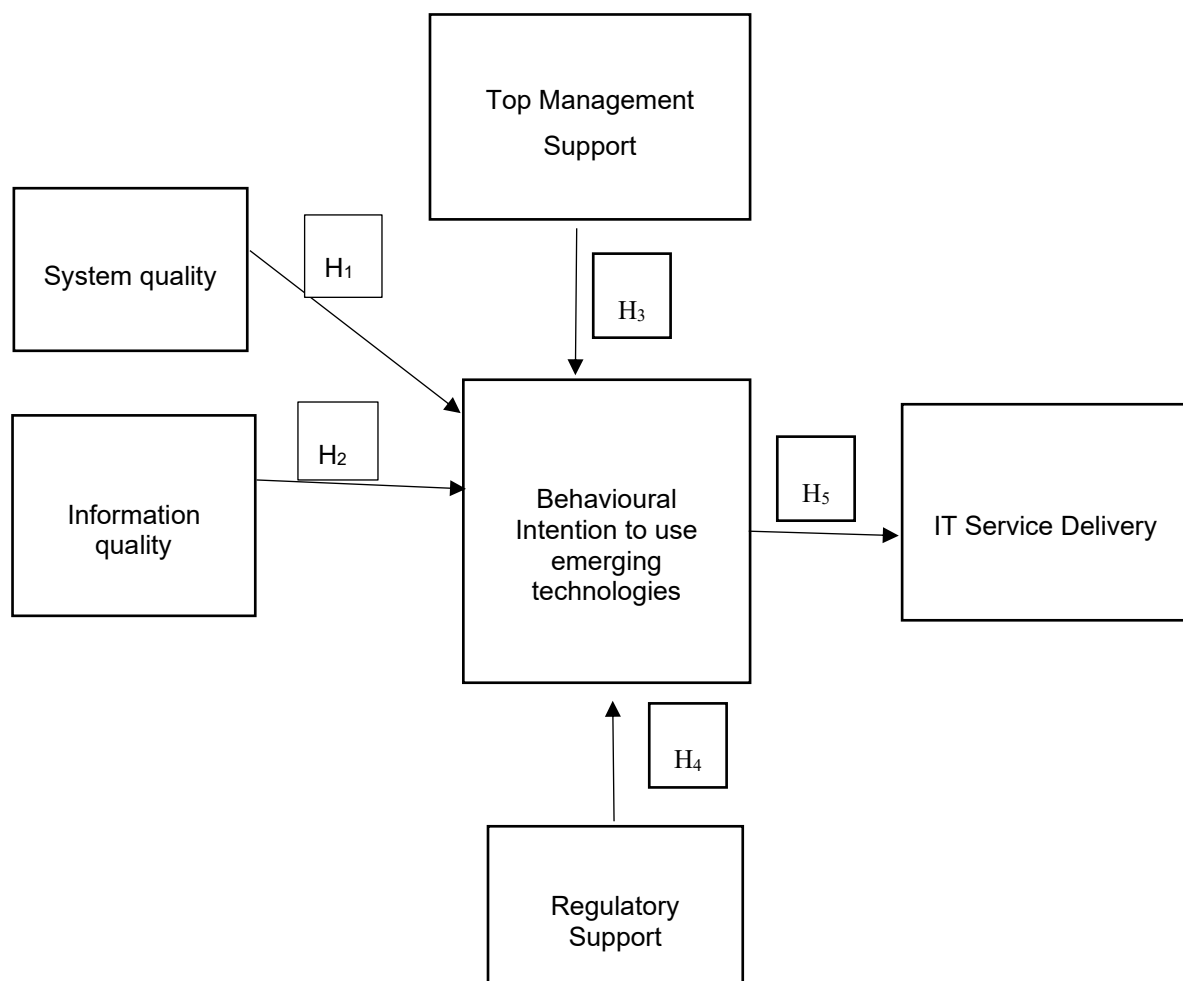 Top Management
Support
System quality
H1
H3
Information
quality
H2
Behavioural
Intention to use
emerging
technologies
H5
IT Service Delivery
H4
Regulatory
Support